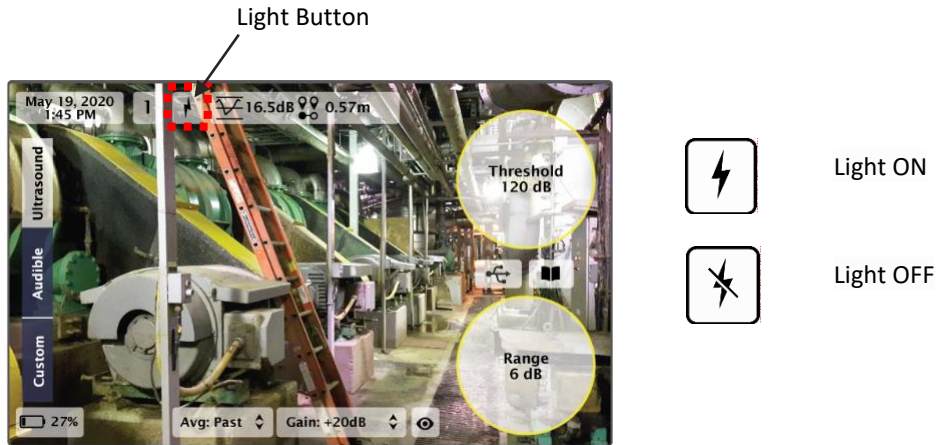 Light Button
May 19, 2020
1:45 PM
1
16.5dB
0.57m
Ultrasound
Audible
Custom
Threshold
120 dB
Range
6 dB
27%
Avg: Past
Gain: +20dB
Light ON
Light OFF